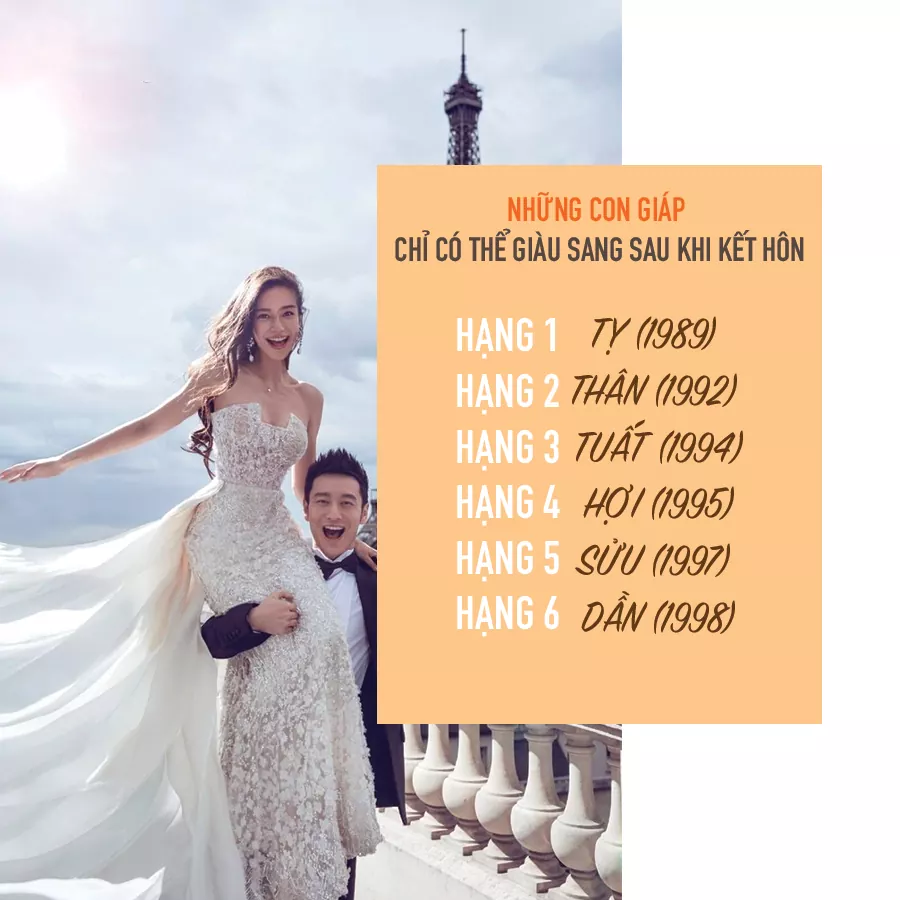 NHỮNG CON GIÁP
CHỈ CÓ THỂ GIÀU SANG SAU KHI KẾT HÔN
HẠNG 1 TỴ (1989)
HẠNG 2 THÂN (1992)
HẠNG 3 TUẤT (1994)
HẠNG 4 HỢI (1995)
HẠNG 5 SỬU (1997)
HẠNG 6 DẦN (1998)